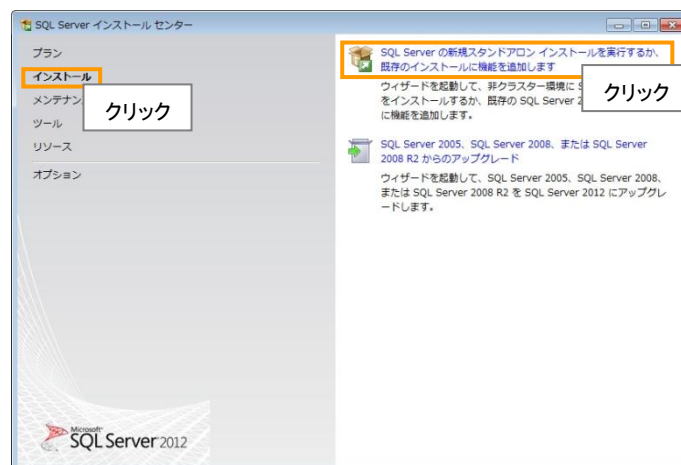 SQL Server インストール センター
プラン
インストール
メンテナン
ツール
リソース
オプション
クリック
SQL Server の新規スタンドアロン インストールを実行するか、
既存のインストールに機能を追加します
ウィザードを起動して、非クラスター環境に S
をインストールするか、既存の SQL Server 2
に機能を追加します。
クリック
SQL Server 2005、SQL Server 2008、または SQL Server
2008 R2 からのアップグレード
ウィザードを起動して、SQL Server 2005、SQL Server 2008、
または SQL Server 2008 R2 を SQL Server 2012 にアップグレ
ードします。
Microsoft
SQL Server 2012